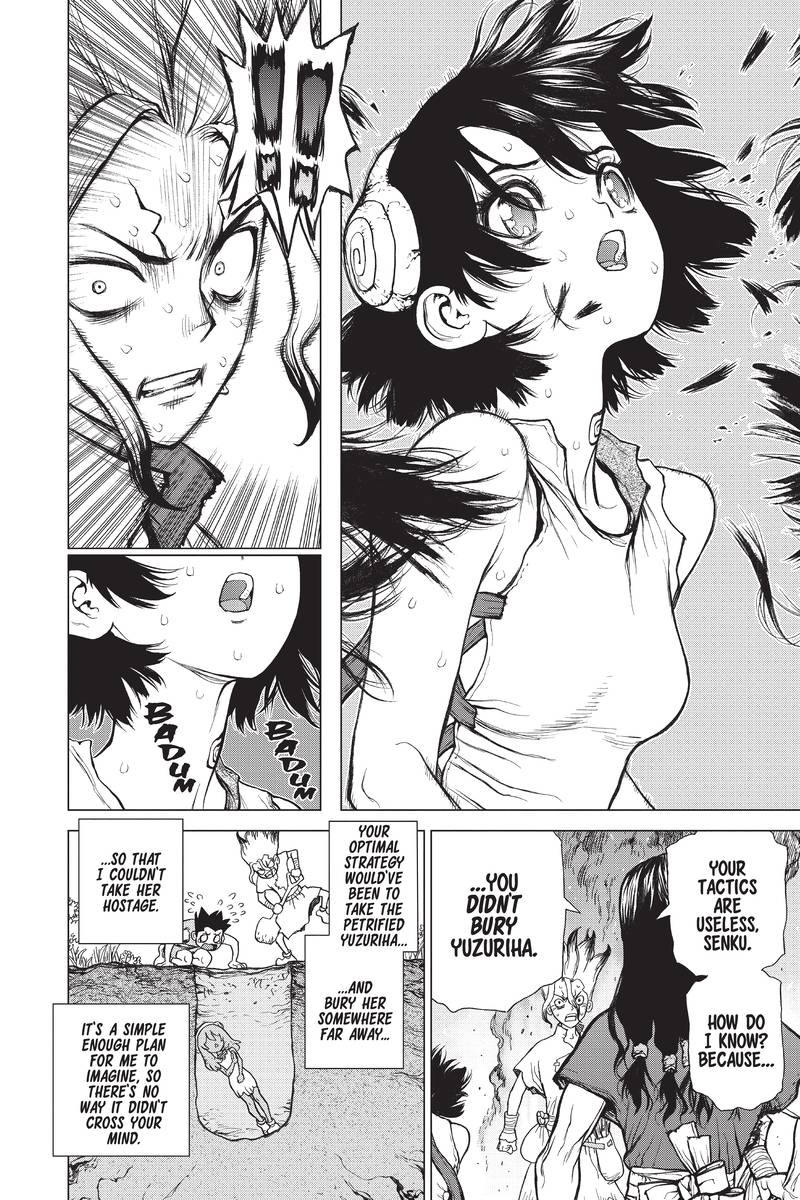 !!
BADUM
BADUM
YOUR
TACTICS
ARE
USELESS,
SENKU.
HOW DO
I KNOW?
BECAUSE...
...YOU
DIDN'T
BURY
YUZURIHA.
YOUR
OPTIMAL
STRATEGY
WOULD'VE
BEEN TO
TAKE THE
PETRIFIED
YUZURIHA...
...AND
BURY HER
SOMEWHERE
FAR AWAY...
...SO THAT
I COULDN'T
TAKE HER
HOSTAGE.
IT'S A SIMPLE
ENOUGH PLAN
FOR ME TO
IMAGINE, SO
THERE'S NO
WAY IT DIDN'T
CROSS YOUR
MIND.